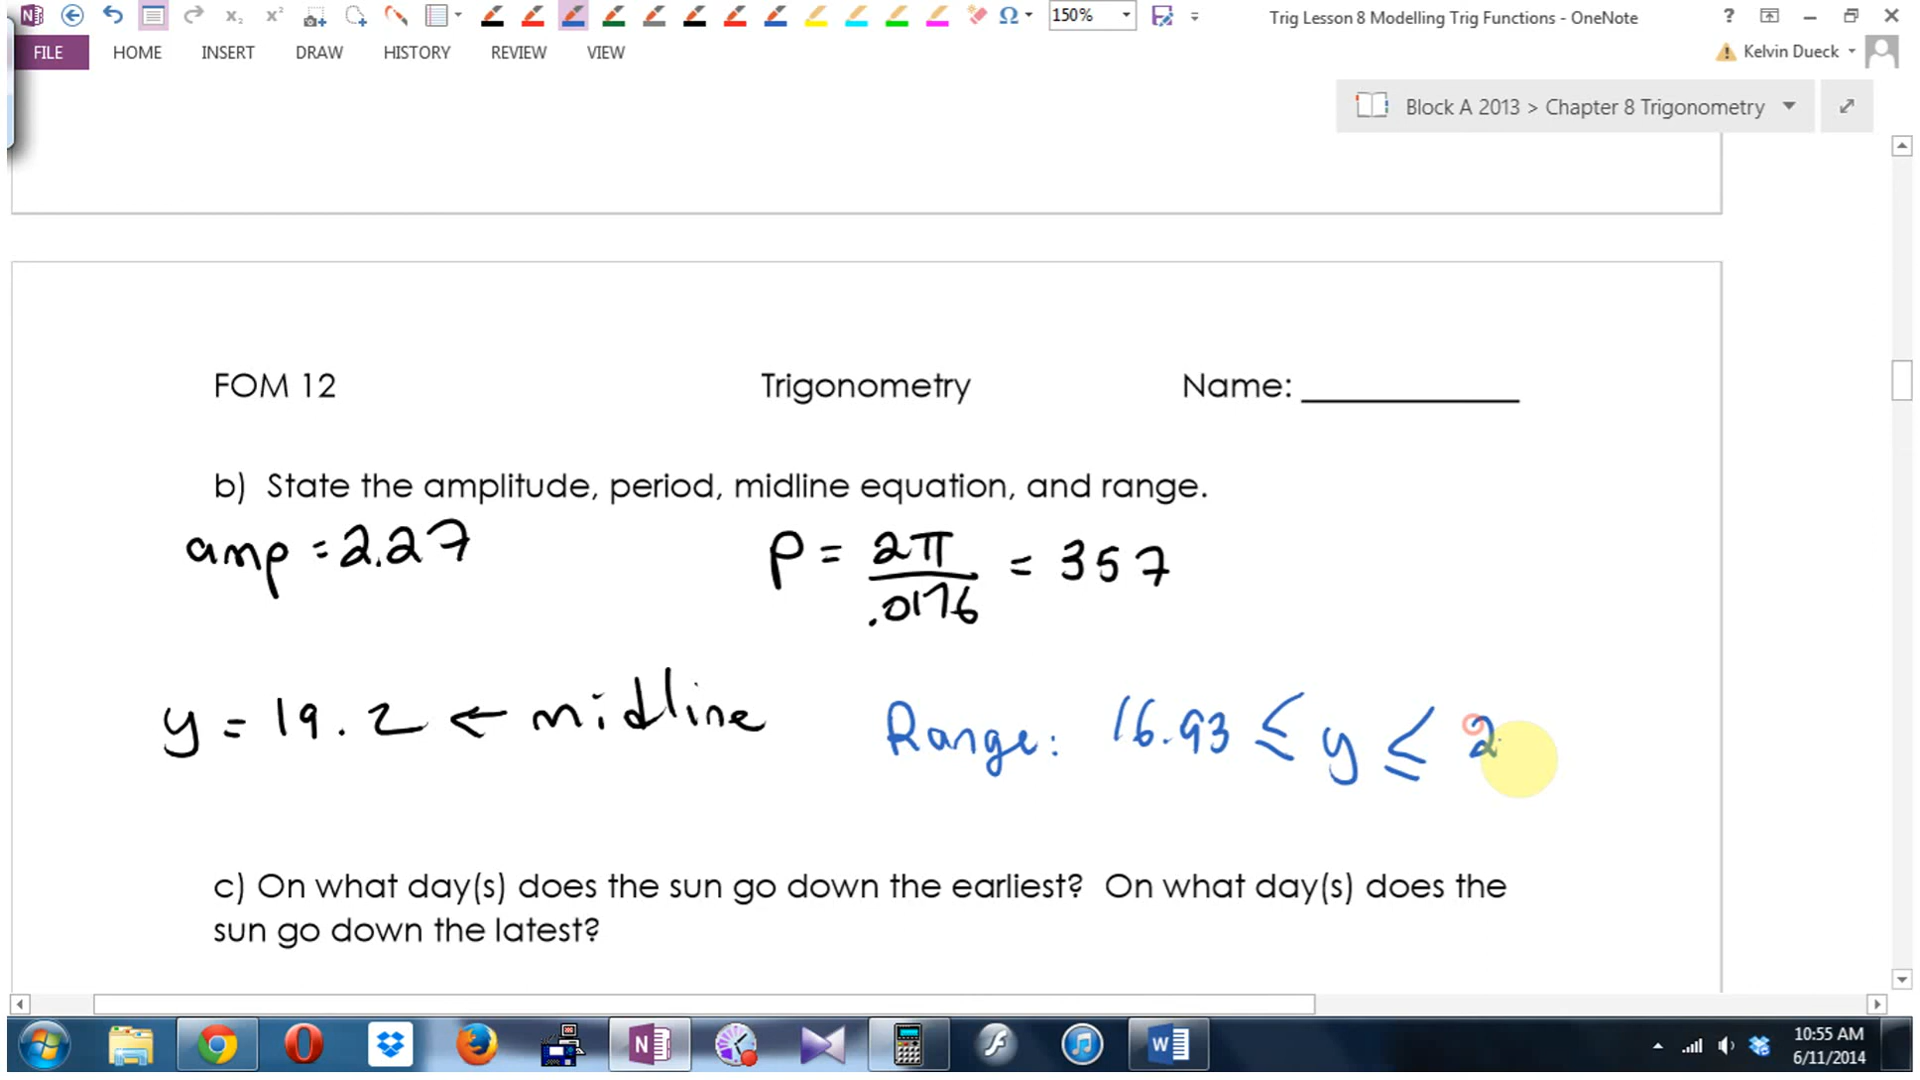 150%
Trig Lesson 8 Modelling Trig Functions - OneNote
FILE HOME INSERT DRAW HISTORY REVIEW VIEW
Kelvin Dueck
Block A 2013 > Chapter 8 Trigonometry
FOM 12 Trigonometry Name: ____________
b) State the amplitude, period, midline equation, and range.
amp = 2.27 P = 2π/.0176 = 357
y = 19.2 ← midline Range: 16.93 ≤ y ≤ 2
c) On what day(s) does the sun go down the earliest? On what day(s) does the
sun go down the latest?
10:55 AM
6/11/2014